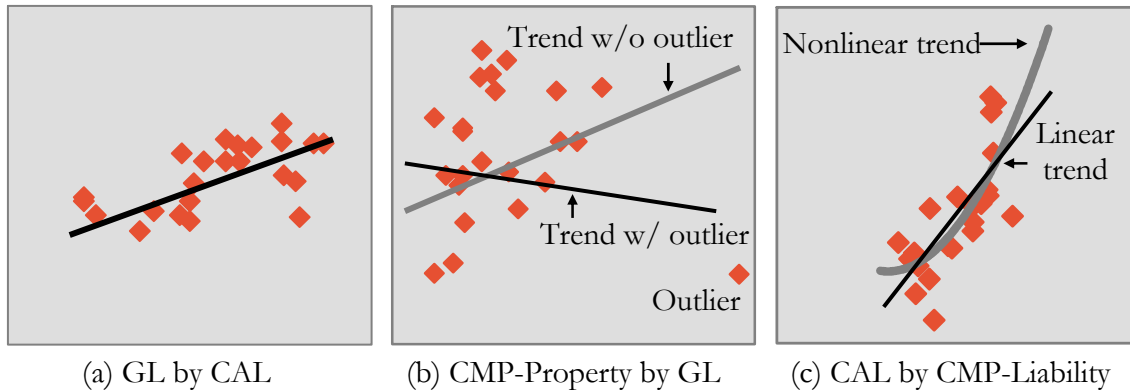 Trend w/o outlier
Trend w/ outlier
Outlier
Nonlinear trend
Linear
trend
(a) GL by CAL
(b) CMP-Property by GL
(c) CAL by CMP-Liability